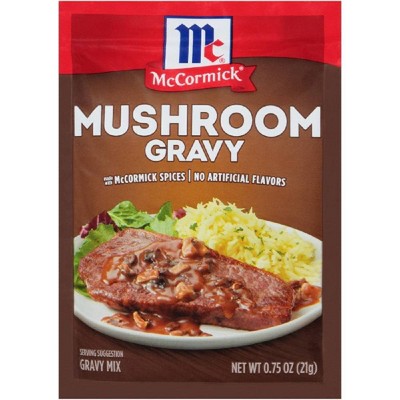 Mc
McCormick®
MUSHROOM
GRAVY
made with McCORMICK SPICES | NO ARTIFICIAL FLAVORS
SERVING SUGGESTION
GRAVY MIX
NET WT 0.75 OZ (21g)